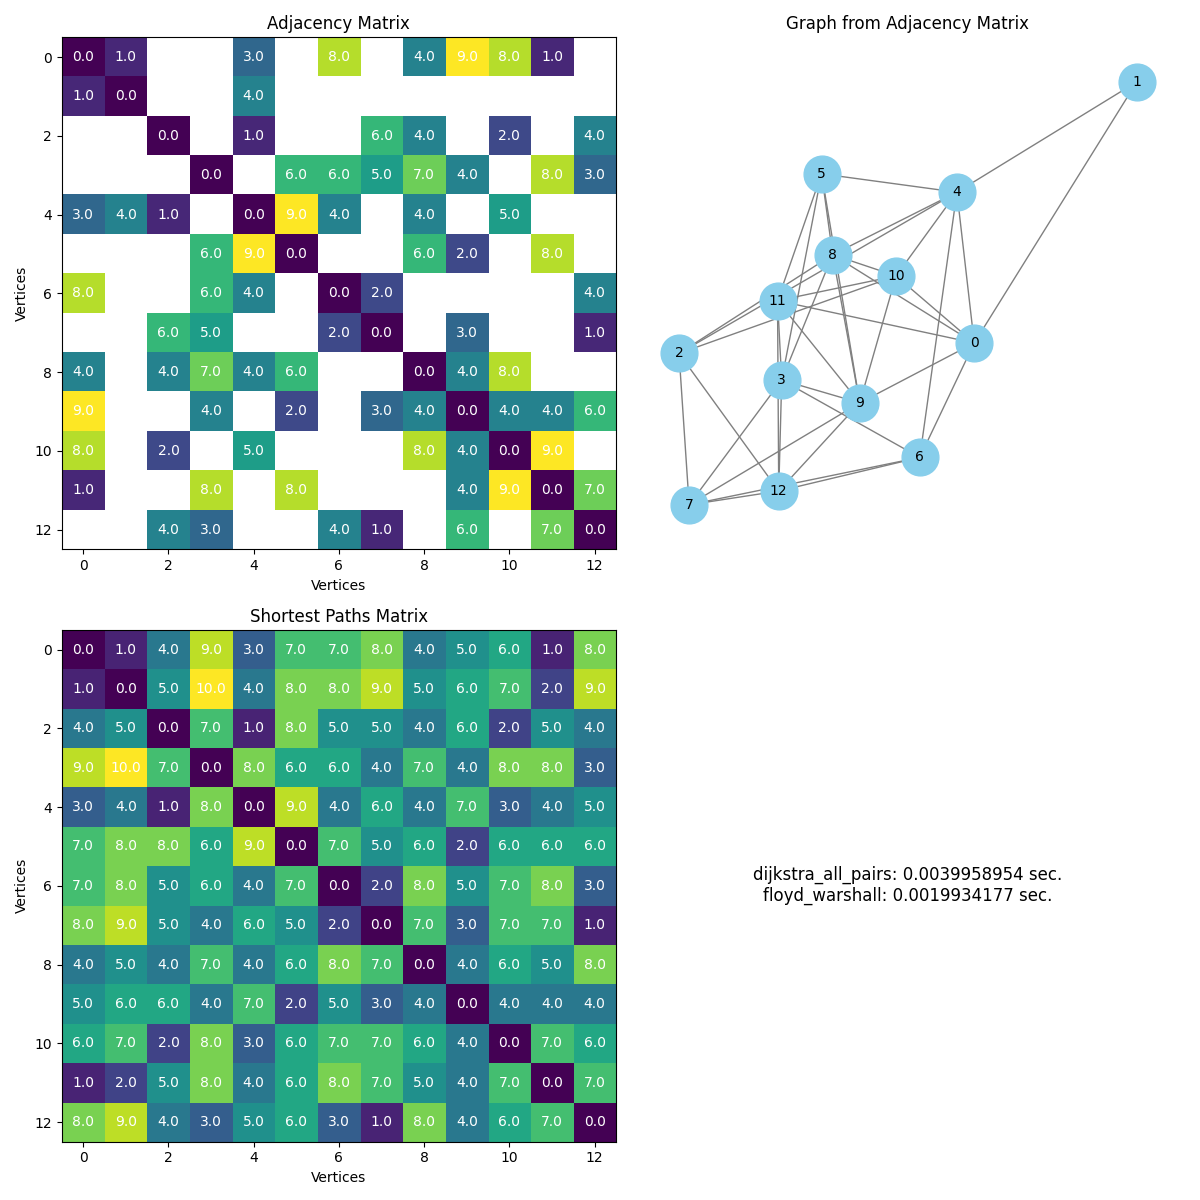 Adjacency Matrix
0.0 1.0 3.0 8.0 4.0 9.0 8.0 1.0
1.0 0.0 4.0
0.0 1.0 6.0 4.0 2.0 4.0
0.0 6.0 6.0 5.0 7.0 4.0 8.0 3.0
3.0 4.0 1.0 0.0 9.0 4.0 4.0 5.0
6.0 9.0 0.0 6.0 2.0 8.0
8.0 6.0 4.0 0.0 2.0 4.0
6.0 5.0 2.0 0.0 3.0 1.0
4.0 4.0 7.0 4.0 6.0 0.0 4.0 8.0
9.0 4.0 2.0 3.0 4.0 0.0 4.0 4.0 6.0
8.0 2.0 5.0 8.0 4.0 0.0 9.0
1.0 8.0 8.0 4.0 9.0 0.0 7.0
4.0 3.0 4.0 1.0 6.0 7.0 0.0
0
2
4
6
8
10
12
Vertices
0 2 4 6 8 10 12
Vertices
Graph from Adjacency Matrix
1
5
4
8
10
11
0
2
3
9
6
12
7
Shortest Paths Matrix
0.0 1.0 4.0 9.0 3.0 7.0 7.0 8.0 4.0 5.0 6.0 1.0 8.0
1.0 0.0 5.0 10.0 4.0 8.0 8.0 9.0 5.0 6.0 7.0 2.0 9.0
4.0 5.0 0.0 7.0 1.0 8.0 5.0 5.0 4.0 6.0 2.0 5.0 4.0
9.0 10.0 7.0 0.0 8.0 6.0 6.0 4.0 7.0 4.0 8.0 8.0 3.0
3.0 4.0 1.0 8.0 0.0 9.0 4.0 6.0 4.0 7.0 3.0 4.0 5.0
7.0 8.0 8.0 6.0 9.0 0.0 7.0 5.0 6.0 2.0 6.0 6.0 6.0
7.0 8.0 5.0 6.0 4.0 7.0 0.0 2.0 8.0 5.0 7.0 8.0 3.0
8.0 9.0 5.0 4.0 6.0 5.0 2.0 0.0 7.0 3.0 7.0 7.0 1.0
4.0 5.0 4.0 7.0 4.0 6.0 8.0 7.0 0.0 4.0 6.0 5.0 8.0
5.0 6.0 6.0 4.0 7.0 2.0 5.0 3.0 4.0 0.0 4.0 4.0 4.0
6.0 7.0 2.0 8.0 3.0 6.0 7.0 7.0 6.0 4.0 0.0 7.0 6.0
1.0 2.0 5.0 8.0 4.0 6.0 8.0 7.0 5.0 4.0 7.0 0.0 7.0
8.0 9.0 4.0 3.0 5.0 6.0 3.0 1.0 8.0 4.0 6.0 7.0 0.0
0
2
4
6
8
10
12
Vertices
0 2 4 6 8 10 12
Vertices
dijkstra_all_pairs: 0.0039958954 sec.
floyd_warshall: 0.0019934177 sec.